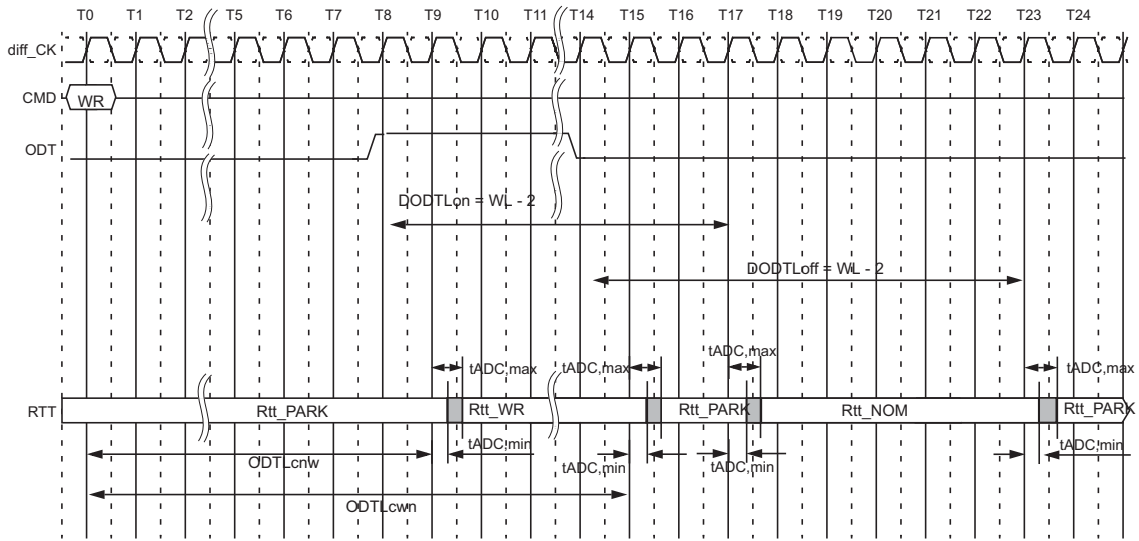 T0 T1 T2 T5 T6 T7 T8 T9 T10 T11 T14 T15 T16 T17 T18 T19 T20 T21 T22 T23 T24
diff_CK
CMD WR
ODT
DODTLon = WL - 2
DODTLoff = WL - 2
tADC,max
tADC,max tADC,max tADC,max
RTT Rtt_PARK Rtt_WR Rtt_PARK Rtt_NOM Rtt_PARK
tADC,min tADC,min
ODTLcnw tADC,min tADC,min
ODTLcwn